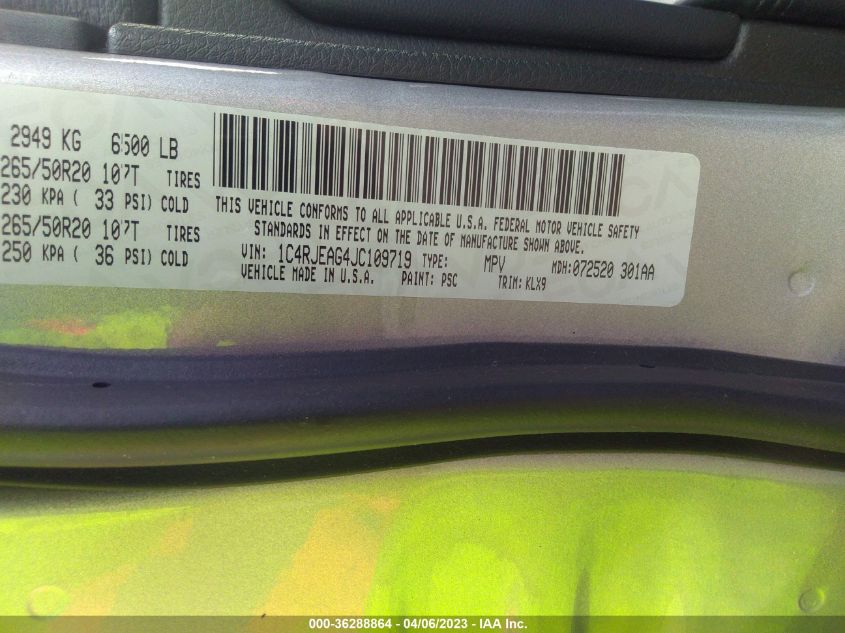 2949 KG 6500 LB
265/50R20 107T TIRES
230 KPA ( 33 PSI) COLD
265/50R20 107T TIRES
250 KPA ( 36 PSI) COLD
THIS VEHICLE CONFORMS TO ALL APPLICABLE U.S.A. FEDERAL MOTOR VEHICLE SAFETY
STANDARDS IN EFFECT ON THE DATE OF MANUFACTURE SHOWN ABOVE.
VIN: 1C4RJEAG4JC109719 TYPE: MPV MDH:072520 301AA
VEHICLE MADE IN U.S.A. PAINT: PSC TRIM: KLX9
000-36288864 - 04/06/2023 - IAA Inc.